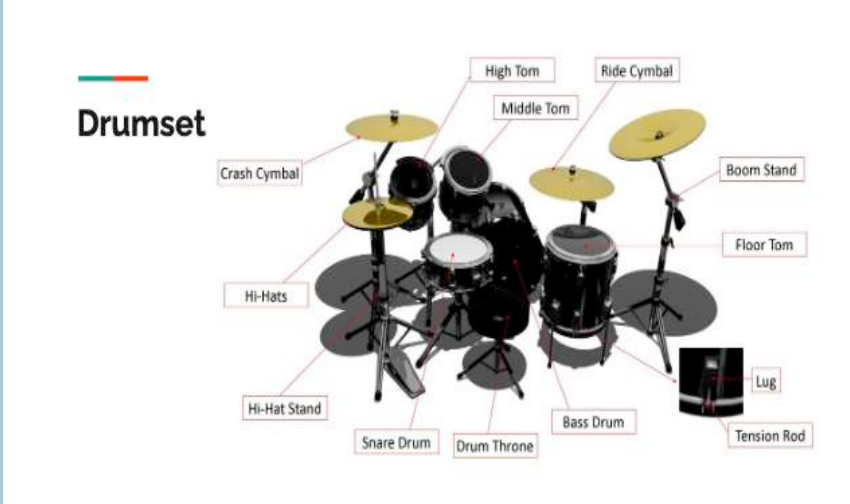 Drumset
High Tom
Ride Cymbal
Middle Tom
Crash Cymbal
Boom Stand
Floor Tom
Hi-Hats
Lug
Hi-Hat Stand
Bass Drum
Snare Drum
Drum Throne
Tension Rod